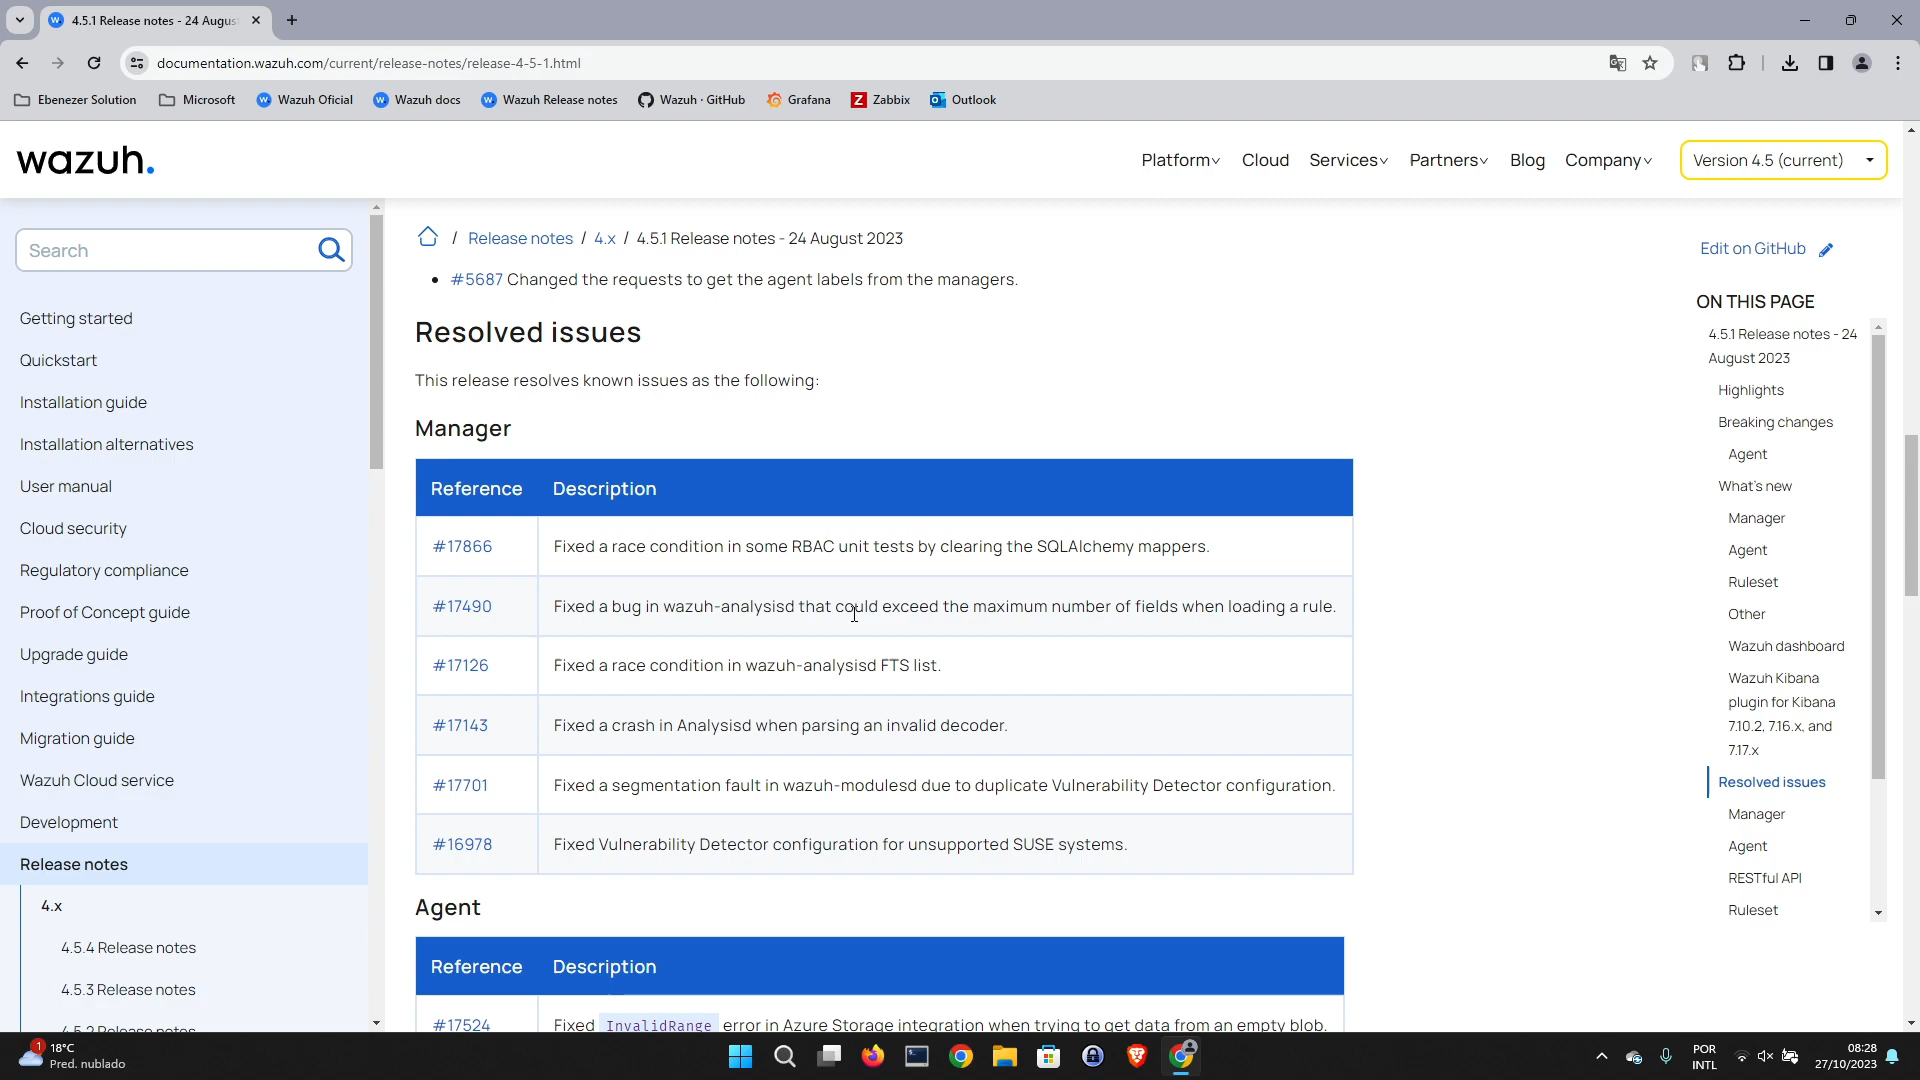 4.5.1 Release notes - 24 Augus
documentation.wazuh.com/current/release-notes/release-4-5-1.html
Ebenezer Solution
Microsoft
Wazuh Oficial
Wazuh docs
Wazuh Release notes
Wazuh · GitHub
Grafana
Zabbix
Outlook
wazuh.
Platform
Cloud
Services
Partners
Blog
Company
Version 4.5 (current)
Search
Getting started
Quickstart
Installation guide
Installation alternatives
User manual
Cloud security
Regulatory compliance
Proof of Concept guide
Upgrade guide
Integrations guide
Migration guide
Wazuh Cloud service
Development
Release notes
4.x
4.5.4 Release notes
4.5.3 Release notes
4.5.2 Release notes
/ Release notes / 4.x / 4.5.1 Release notes - 24 August 2023
• #5687 Changed the requests to get the agent labels from the managers.
Resolved issues
This release resolves known issues as the following:
Manager
Reference Description
#17866 Fixed a race condition in some RBAC unit tests by clearing the SQLAlchemy mappers.
#17490 Fixed a bug in wazuh-analysisd that could exceed the maximum number of fields when loading a rule.
#17126 Fixed a race condition in wazuh-analysisd FTS list.
#17143 Fixed a crash in Analysisd when parsing an invalid decoder.
#17701 Fixed a segmentation fault in wazuh-modulesd due to duplicate Vulnerability Detector configuration.
#16978 Fixed Vulnerability Detector configuration for unsupported SUSE systems.
Agent
Reference Description
#17524 Fixed InvalidRange error in Azure Storage integration when trying to get data from an empty blob.
Edit on GitHub
ON THIS PAGE
4.5.1 Release notes - 24
August 2023
Highlights
Breaking changes
Agent
What's new
Manager
Agent
Ruleset
Other
Wazuh dashboard
Wazuh Kibana
plugin for Kibana
7.10.2, 7.16.x, and
7.17.x
Resolved issues
Manager
Agent
RESTful API
Ruleset
1
18°C
Pred. nublado
POR
INTL
08:28
27/10/2023